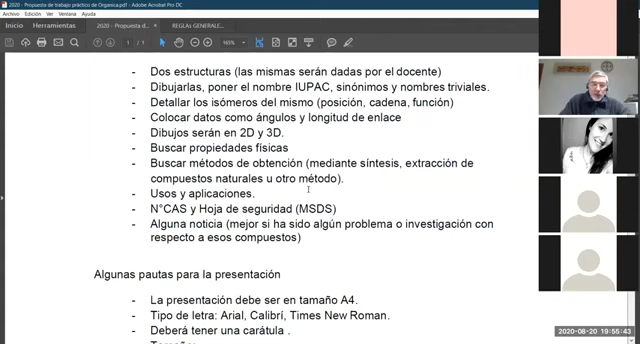 2020 - Propuesta de trabajo práctico de Organica.pdf - Adobe Acrobat Pro DC
Archivo Edición Ver Ventana Ayuda
Inicio Herramientas 2020 - Propuesta d... × REGLAs GENERALE...
165%
- Dos estructuras (las mismas serán dadas por el docente)
- Dibujarlas, poner el nombre IUPAC, sinónimos y nombres triviales.
- Detallar los isómeros del mismo (posición, cadena, función)
- Colocar datos como ángulos y longitud de enlace
- Dibujos serán en 2D y 3D.
- Buscar propiedades físicas
- Buscar métodos de obtención (mediante síntesis, extracción de
compuestos naturales u otro método).
- Usos y aplicaciones.
- N°CAS y Hoja de seguridad (MSDS)
- Alguna noticia (mejor si ha sido algún problema o investigación con
respecto a esos compuestos)
Algunas pautas para la presentación
- La presentación debe ser en tamaño A4.
- Tipo de letra: Arial, Calibrí, Times New Roman.
- Deberá tener una carátula .
2020-08-20 19:55:43